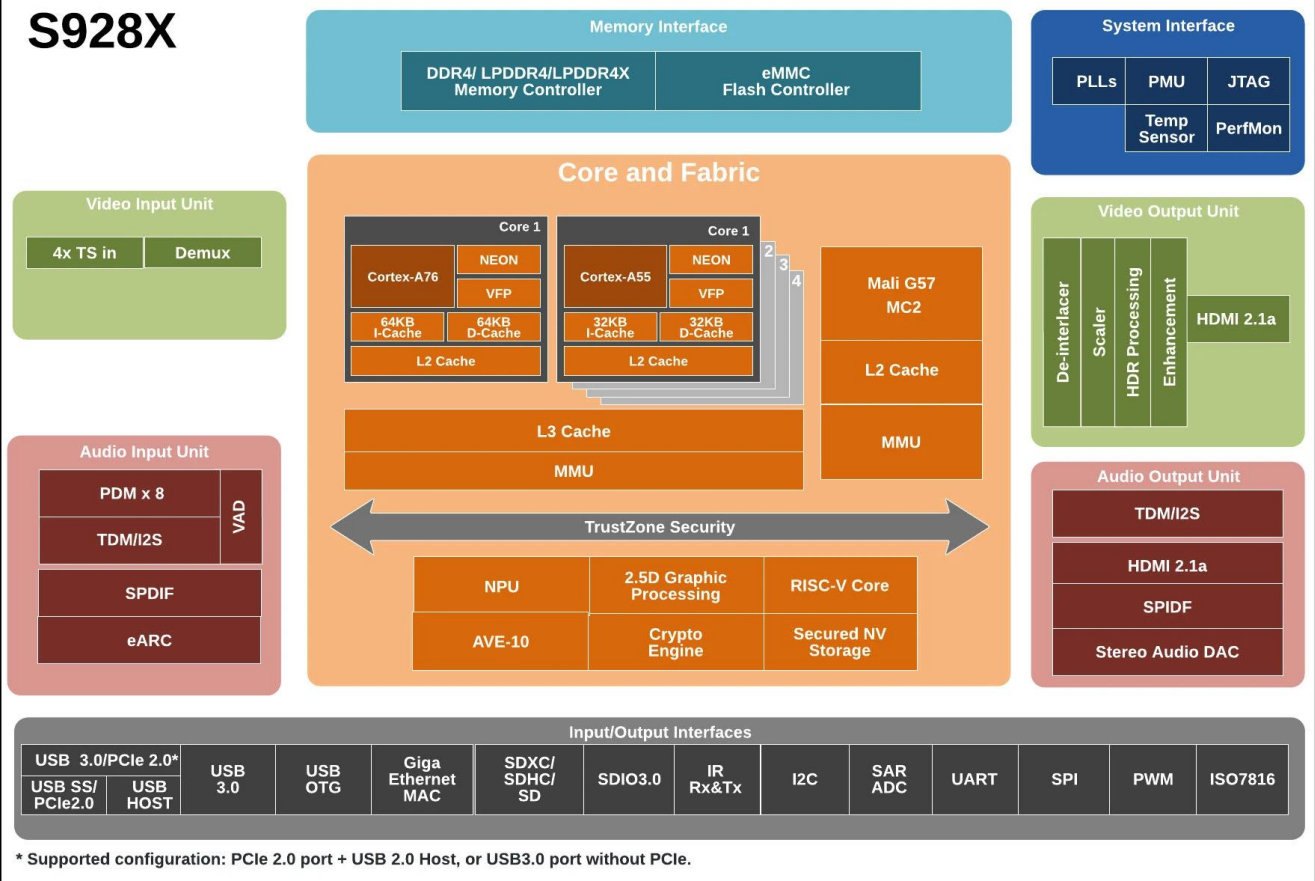 S928X
Memory Interface
DDR4/ LPDDR4/LPDDR4X
Memory Controller
eMMC
Flash Controller
System Interface
PLLs
PMU
JTAG
Temp
Sensor
PerfMon
Video Input Unit
4x TS in
Demux
Core and Fabric
Core 1
Cortex-A76
NEON
VFP
64KB
I-Cache
64KB
D-Cache
L2 Cache
Core 1
2
3
4
Cortex-A55
NEON
VFP
32KB
I-Cache
32KB
D-Cache
L2 Cache
Mali G57
MC2
L2 Cache
MMU
L3 Cache
MMU
TrustZone Security
NPU
2.5D Graphic
Processing
RISC-V Core
AVE-10
Crypto
Engine
Secured NV
Storage
Video Output Unit
De-interlacer
Scaler
HDR Processing
Enhancement
HDMI 2.1a
Audio Input Unit
PDM x 8
TDM/I2S
VAD
SPDIF
eARC
Audio Output Unit
TDM/I2S
HDMI 2.1a
SPIDF
Stereo Audio DAC
Input/Output Interfaces
USB 3.0/PCIe 2.0*
USB SS/
PCIe2.0
USB
HOST
USB
3.0
USB
OTG
Giga
Ethernet
MAC
SDXC/
SDHC/
SD
SDIO3.0
IR
Rx&Tx
I2C
SAR
ADC
UART
SPI
PWM
ISO7816
* Supported configuration: PCIe 2.0 port + USB 2.0 Host, or USB3.0 port without PCIe.